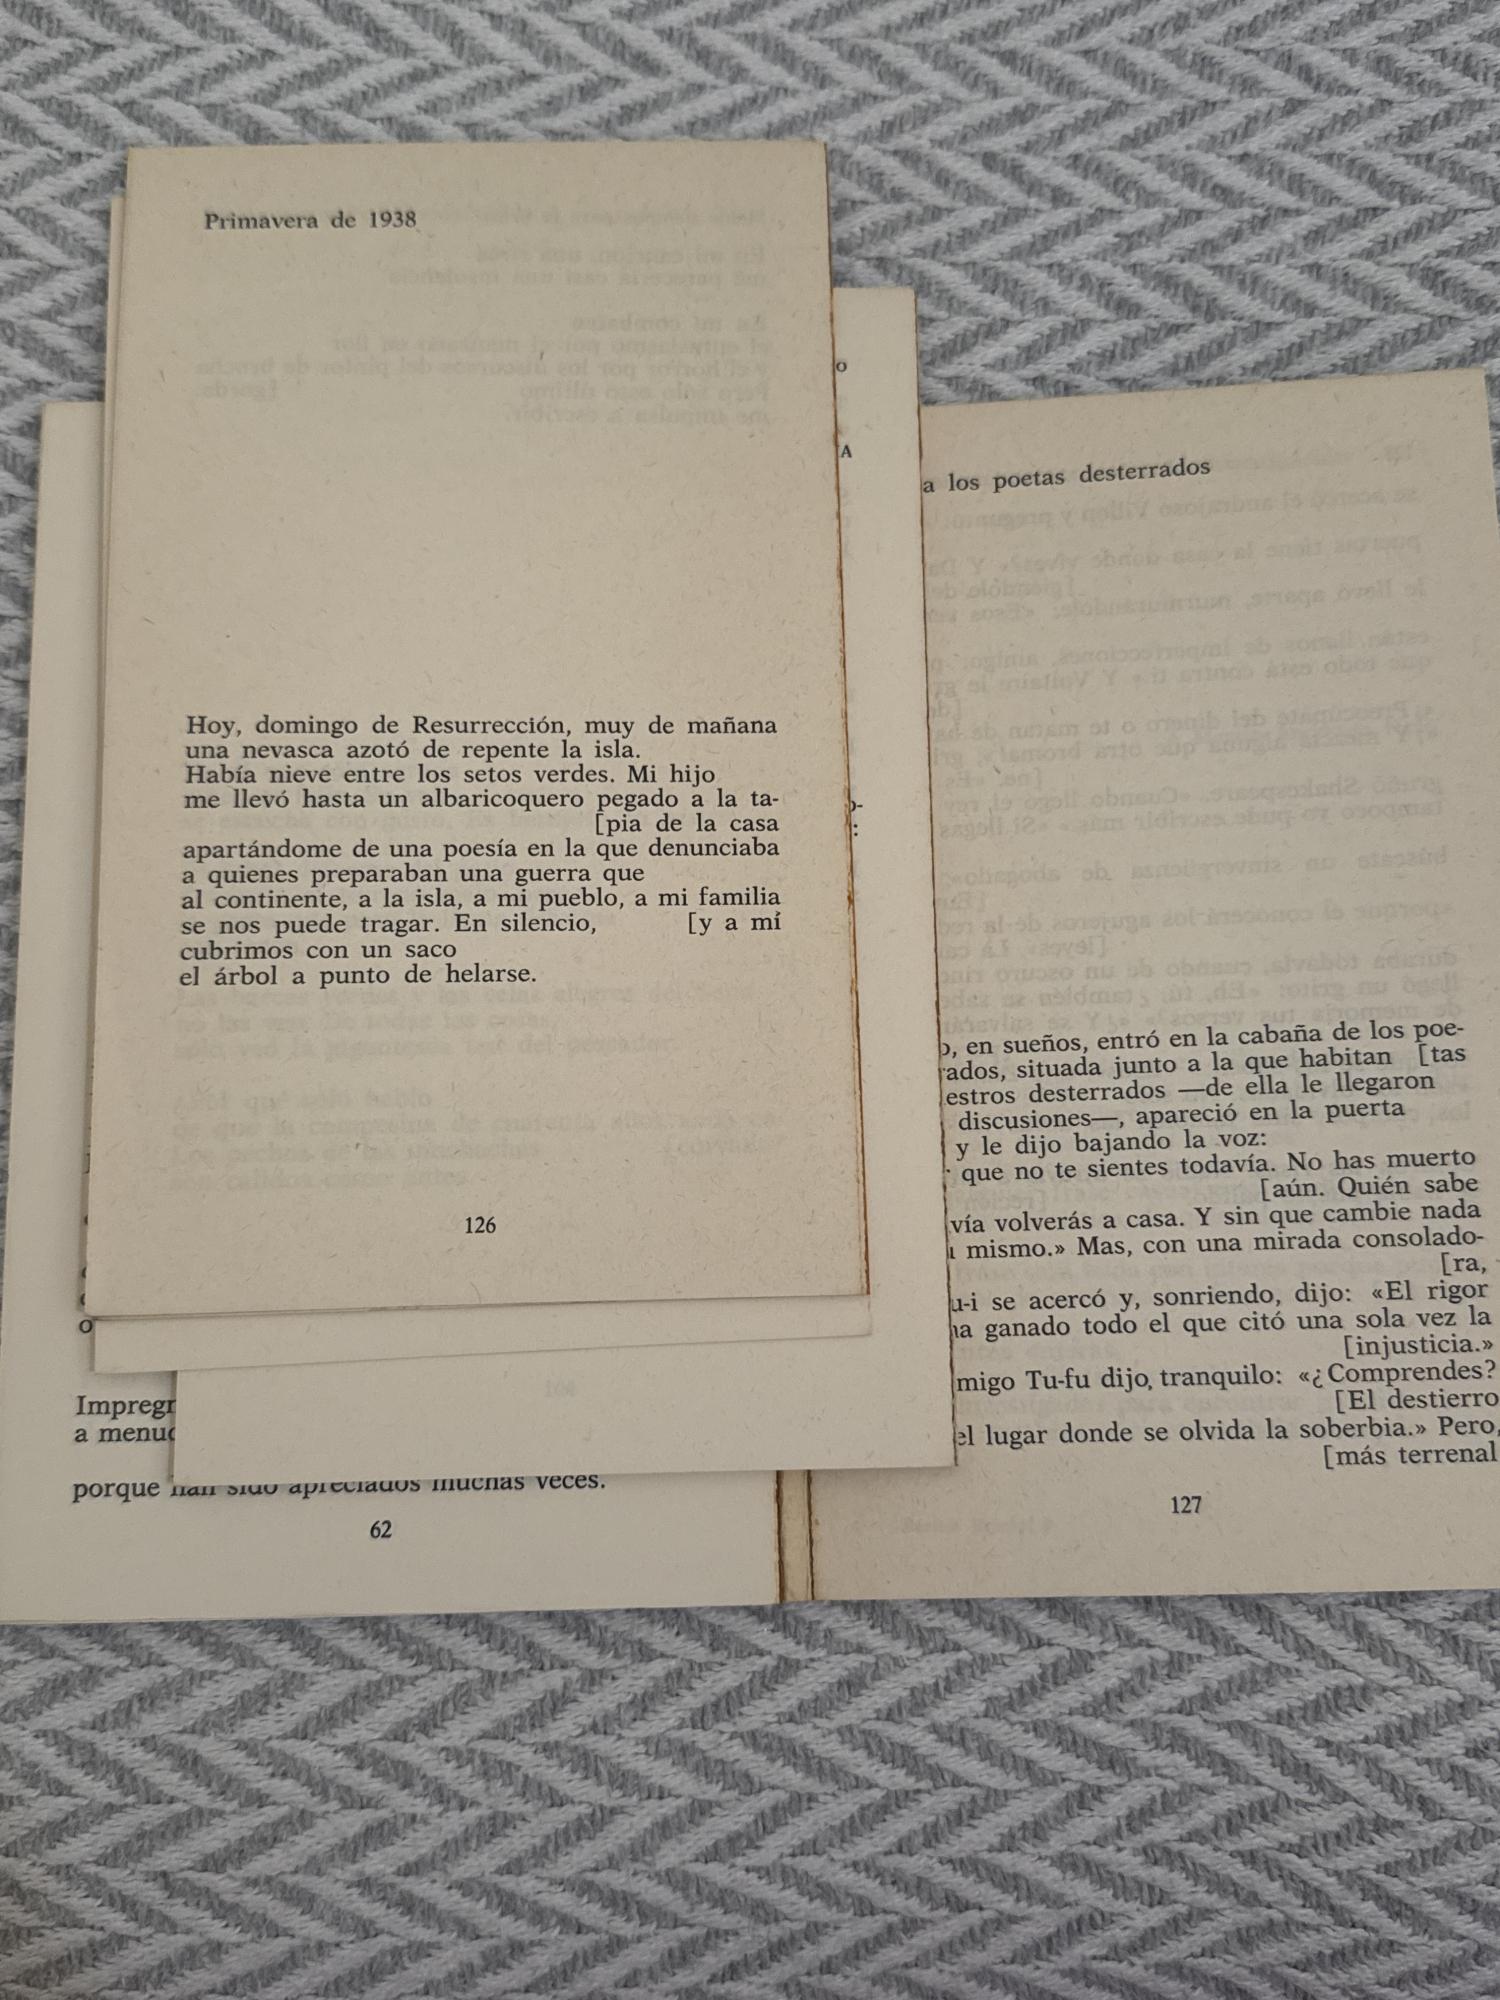 Primavera de 1938
Hoy, domingo de Resurrección, muy de mañana
una nevasca azotó de repente la isla.
Había nieve entre los setos verdes. Mi hijo
me llevó hasta un albaricoquero pegado a la ta-
[pia de la casa
apartándome de una poesía en la que denunciaba
a quienes preparaban una guerra que
al continente, a la isla, a mi pueblo, a mi familia
se nos puede tragar. En silencio, [y a mí
cubrimos con un saco
el árbol a punto de helarse.
126
o
A
a los poetas desterrados
en sueños, entró en la cabaña de los poe-
ados, situada junto a la que habitan [tas
estros desterrados —de ella le llegaron
discusiones—, apareció en la puerta
y le dijo bajando la voz:
que no te sientes todavía. No has muerto
[aún. Quién sabe
vía volverás a casa. Y sin que cambie nada
mismo.» Mas, con una mirada consolado-
[ra,
u-i se acercó y, sonriendo, dijo: «El rigor
ha ganado todo el que citó una sola vez la
[injusticia.»
migo Tu-fu dijo, tranquilo: «¿Comprendes?
[El destierro
el lugar donde se olvida la soberbia.» Pero,
[más terrenal
127
Impregr
a menud
porque han sido apreciados muchas veces.
62